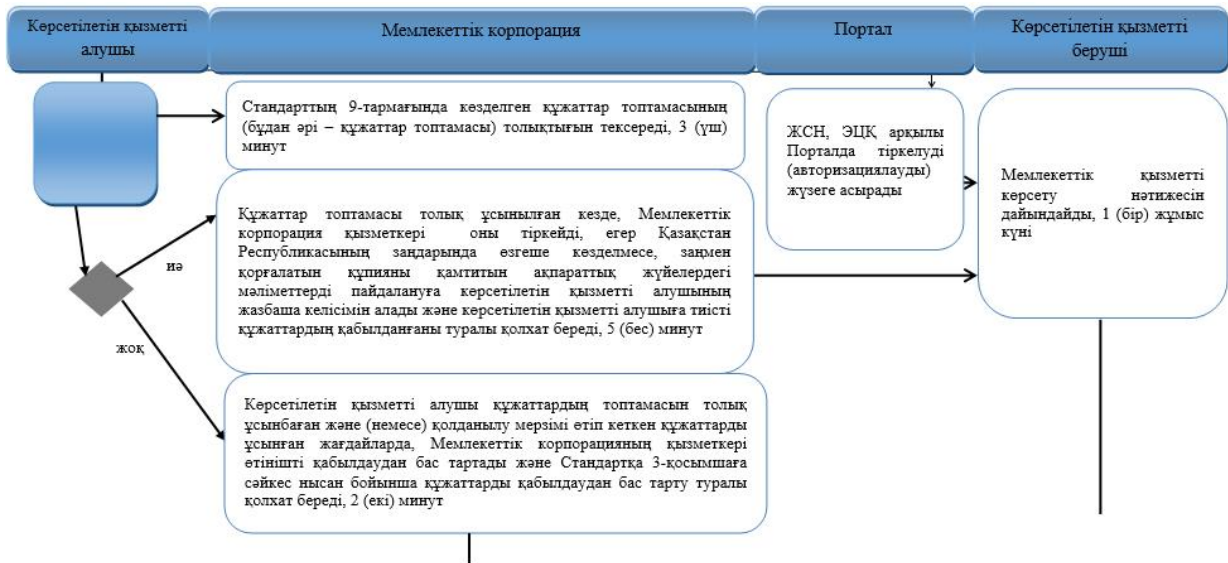 Көрсетілетін қызметті
алушы
Мемлекеттік корпорация
Портал
Көрсетілетін қызметті
беруші
Стандарттың 9-тармағында көзделген құжаттар топтамасының
(бұдан әрі – құжаттар топтамасы) толықтығын тексереді, 3 (үш)
минут
ЖСН, ЭЦҚ арқылы
Порталда тіркелуді
(авторизациялауды)
жүзеге асырады
Мемлекеттік қызметті
көрсету нәтижесін
дайындайды, 1 (бір) жұмыс
күні
иә
Құжаттар топтамасы толық ұсынылған кезде, Мемлекеттік
корпорация қызметкері оны тіркейді, егер Қазақстан
Республикасының заңдарында өзгеше көзделмесе, заңмен
қорғалатын құпияны қамтитын ақпараттық жүйелердегі
мәліметтерді пайдалануға көрсетілетін қызметті алушының
жазбаша келісімін алады және көрсетілетін қызметті алушыға тиісті
құжаттардың қабылданғаны туралы қолхат береді, 5 (бес) минут
жоқ
Көрсетілетін қызметті алушы құжаттардың топтамасын толық
ұсынбаған және (немесе) қолданылу мерзімі өтіп кеткен құжаттарды
ұсынған жағдайларда, Мемлекеттік корпорацияның қызметкері
өтінішті қабылдаудан бас тартады және Стандартқа 3-қосымшаға
сәйкес нысан бойынша құжаттарды қабылдаудан бас тарту туралы
қолхат береді, 2 (екі) минут